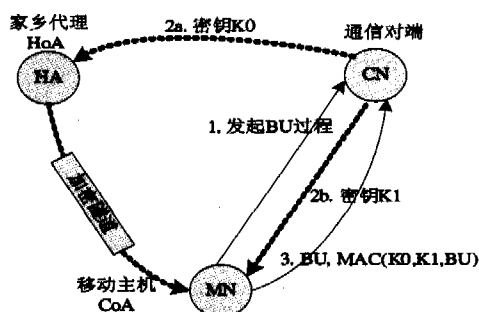 家乡代理
HoA
HA
2a. 密钥K0
通信对端
CN
1. 发起BU过程
2b. 密钥K1
3. BU, MAC(K0,K1,BU)
移动主机
CoA
MN